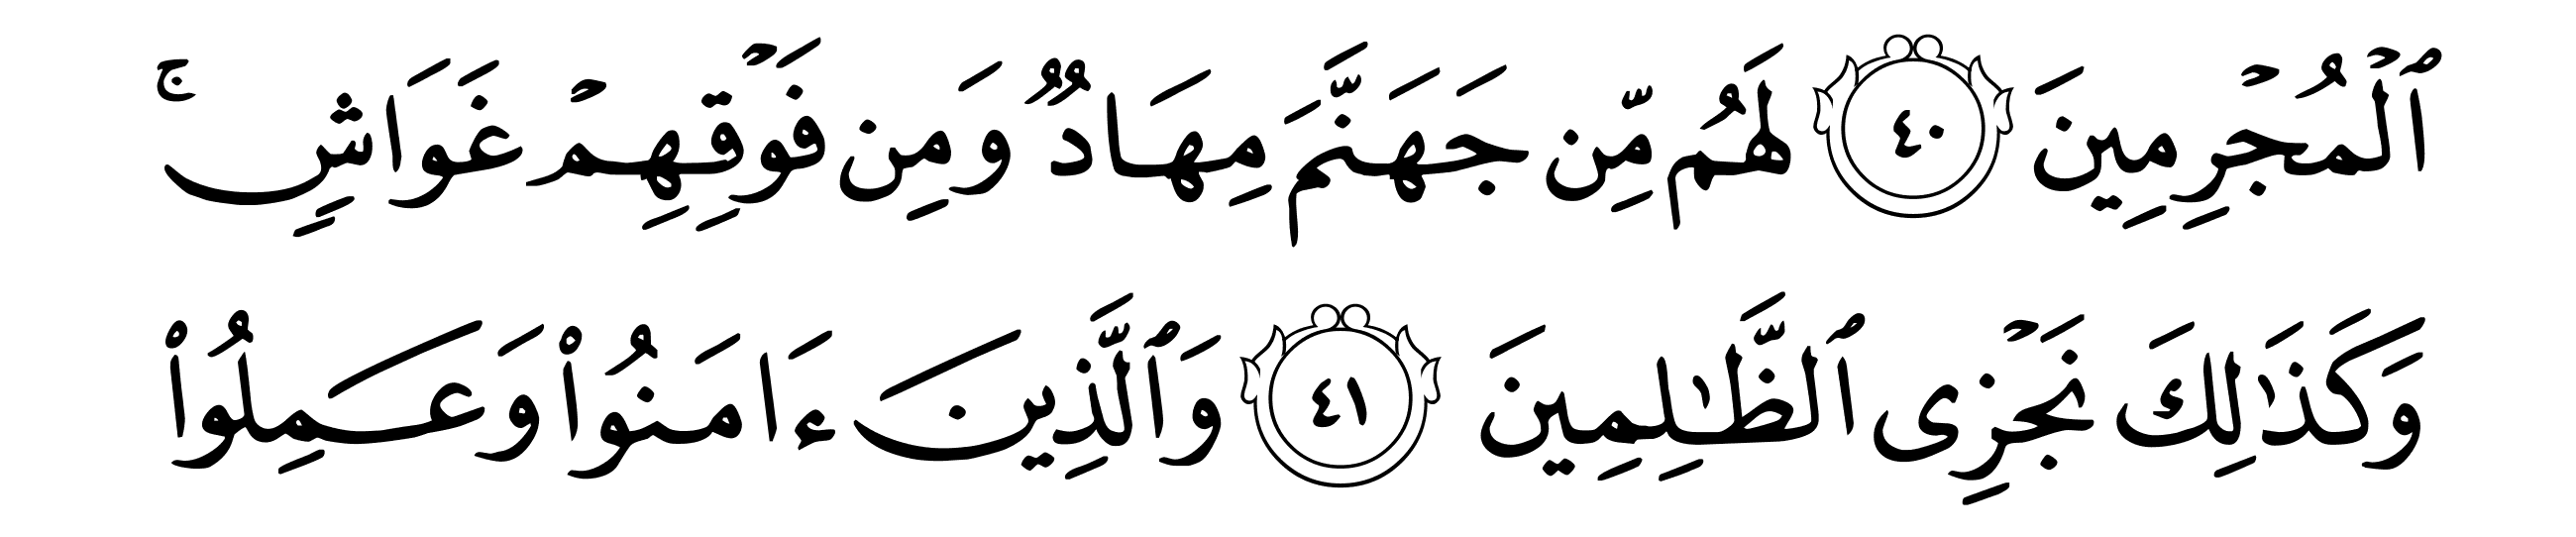 ٱلۡمُجۡرِمِينَ ٤٠ لَهُم مِّن جَهَنَّمَ مِهَادٌ وَمِن فَوۡقِهِمۡ غَوَاشٍۚ
وَكَذَٰلِكَ نَجۡزِى ٱلظَّـٰلِمِينَ ٤١ وَٱلَّذِينَ ءَامَنُوا۟ وَعَمِلُوا۟